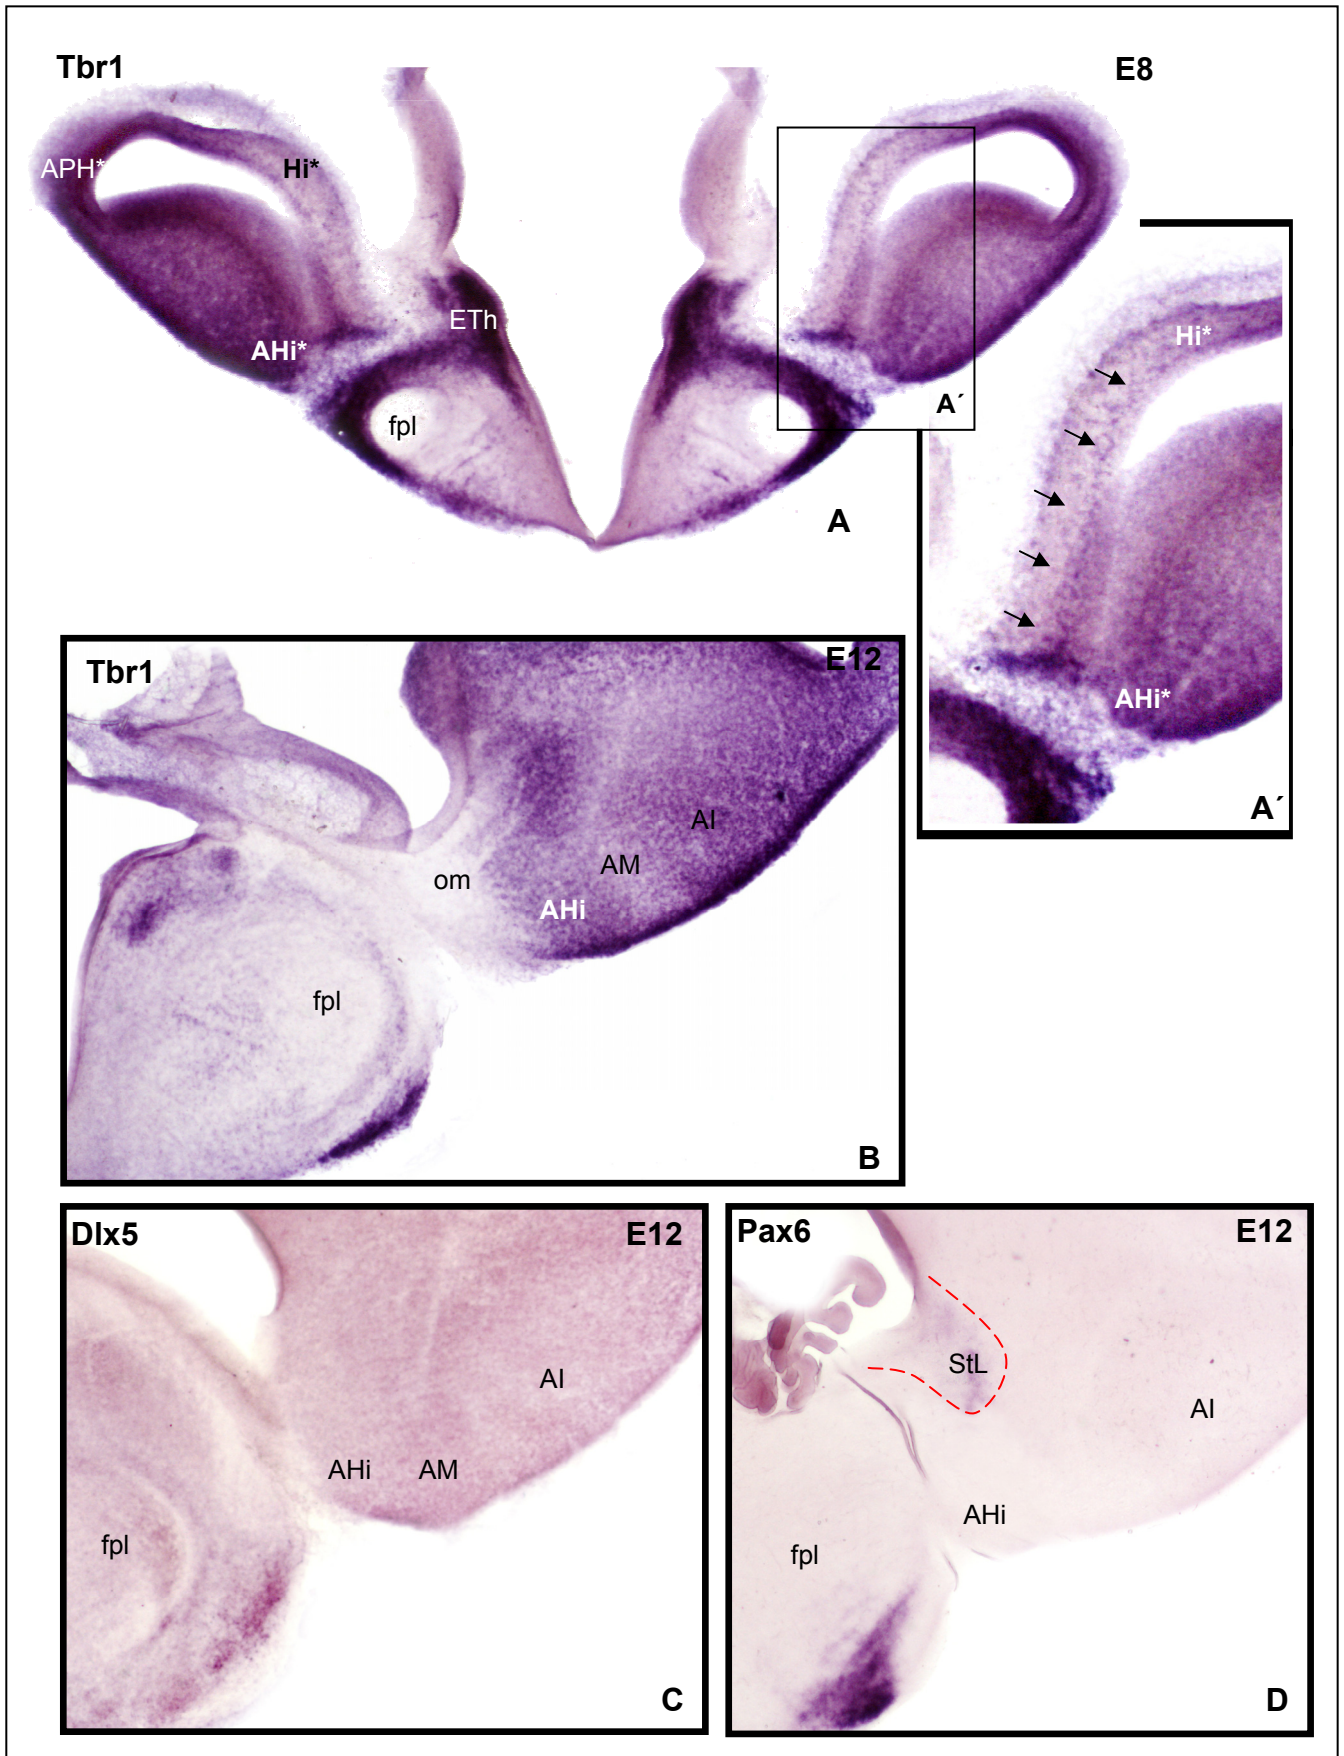 Tbr1
E8
APH*
Hi*
ETh
AHi*
fpl
A´
A
Hi*
AHi*
A´
Tbr1
E12
AI
AM
om
AHi
fpl
B
Dlx5
E12
AI
AHi
AM
fpl
C
Pax6
E12
StL
AI
AHi
fpl
D